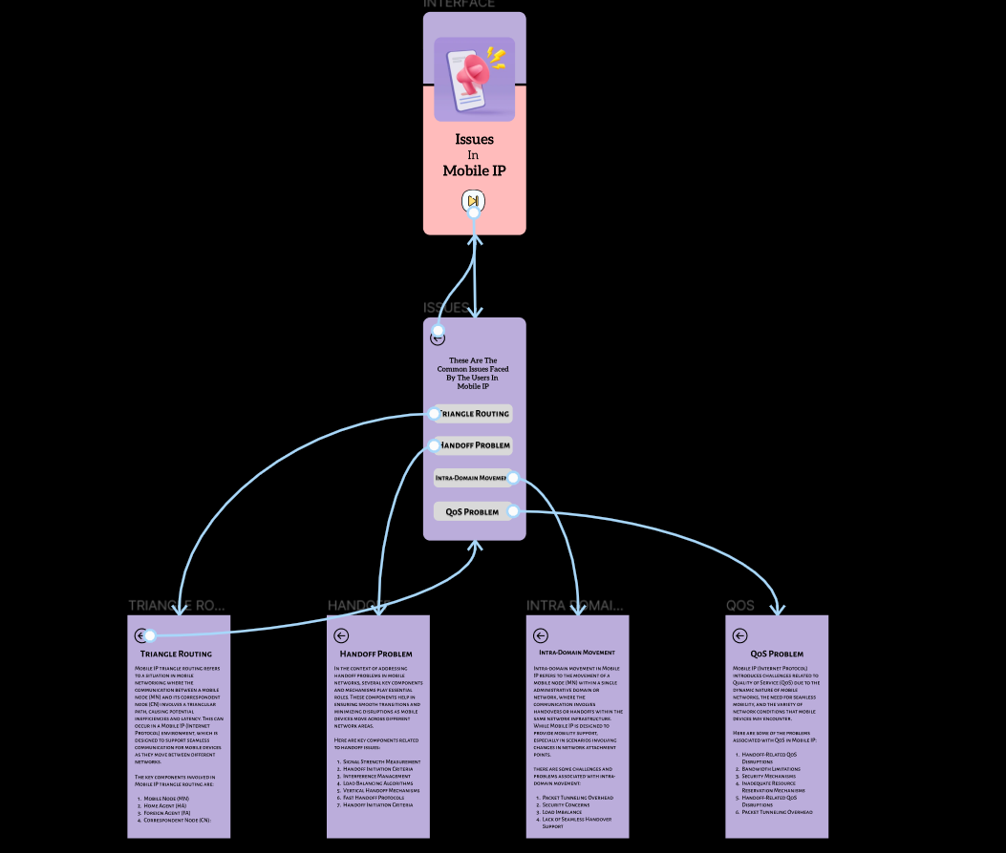 INTERFACE
Issues
In
Mobile IP
ISSUES
These Are The
Common Issues Faced
By The Users In
Mobile IP
Triangle Routing
Handoff Problem
Intra-Domain Movemen
QoS Problem
TRIANGLE RO...
Triangle Routing
Mobile IP triangle routing refers
to a situation in mobile
networking where the
communication between a mobile
node (MN) and its correspondent
node (CN) involves a triangular
path, causing potential
inefficiencies and latency. This can
occur in a Mobile IP (Internet
Protocol) environment, which is
designed to support seamless
communication for mobile devices
as they move between different
networks.
The key components involved in
Mobile IP triangle routing are:
1. Mobile Node (MN)
2. Home Agent (HA)
3. Foreign Agent (FA)
4. Correspondent Node (CN):
HANDOFF
Handoff Problem
In the context of addressing
handoff problems in mobile
networks, several key components
and mechanisms play essential
roles. These components help in
ensuring smooth transitions and
minimizing disruptions as mobile
devices move across different
network areas.
Here are key components related
to handoff issues:
1. Signal Strength Measurement
2. Handoff Initiation Criteria
3. Interference Management
4. Load Balancing Algorithms
5. Vertical Handoff Mechanisms
6. Fast Handoff Protocols
7. Handoff Initiation Criteria
INTRA DOMAI...
Intra-Domain Movement
Intra-domain movement in Mobile
IP refers to the movement of a
mobile node (MN) within a single
administrative domain or
network, where the
communication involves
handovers or handoffs within the
same network infrastructure.
While Mobile IP is designed to
provide mobility support,
especially in scenarios involving
changes in network attachment
points.
There are some challenges and
problems associated with intra-
domain movement:
1. Packet Tunneling Overhead
2. Security Concerns
3. Load Imbalance
4. Lack of Seamless Handover
Support
QOS
QoS Problem
Mobile IP (Internet Protocol)
introduces challenges related to
Quality of Service (QoS) due to the
dynamic nature of mobile
networks, the need for seamless
mobility, and the variety of
network conditions that mobile
devices may encounter.
Here are some of the problems
associated with QoS in Mobile IP:
1. Handoff-Related QoS
Disruptions
2. Bandwidth Limitations
3. Security Mechanisms
4. Inadequate Resource
Reservation Mechanisms
5. Handoff-Related QoS
Disruptions
6. Packet Tunneling Overhead